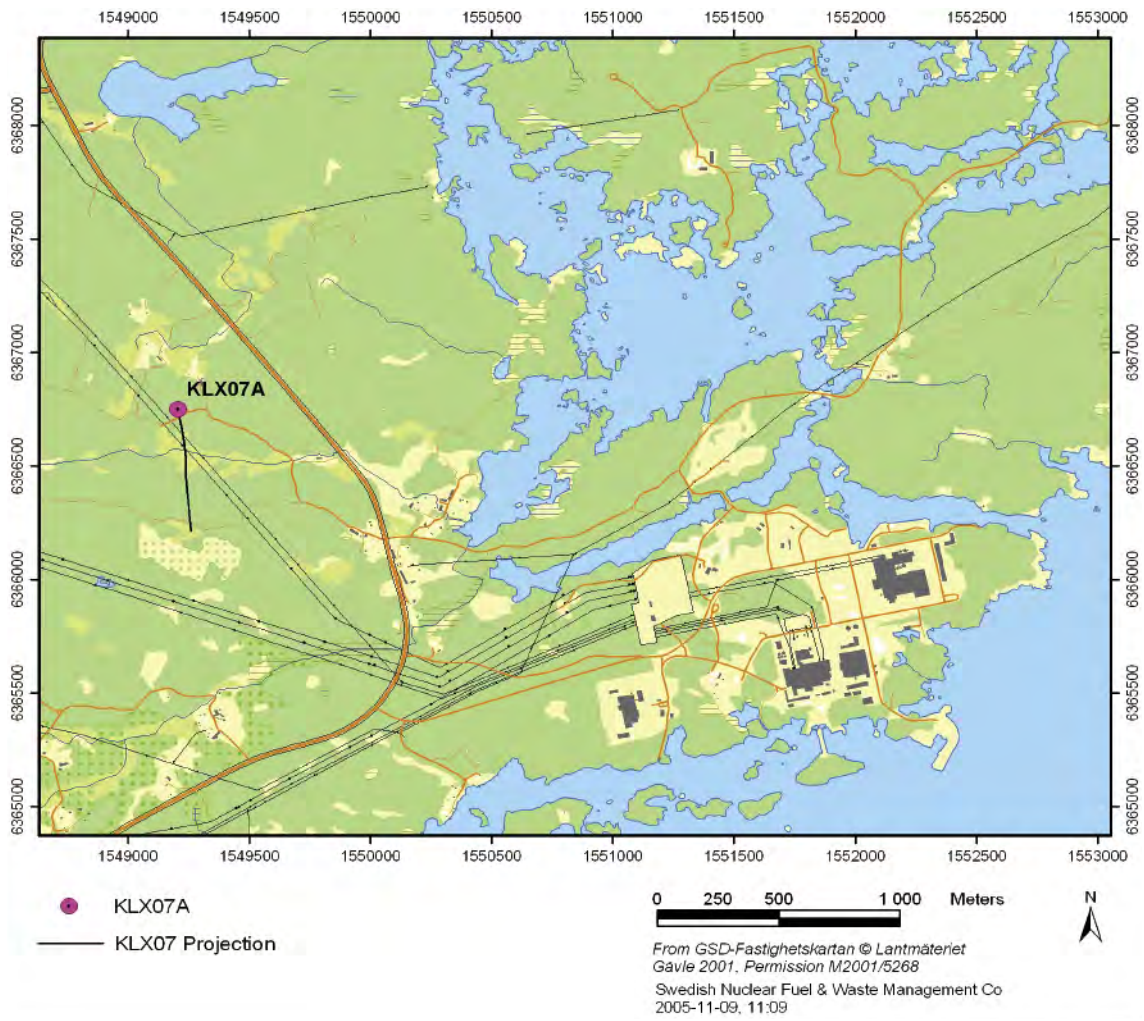 1549000 1549500 1550000 1550500 1551000 1551500 1552000 1552500 1553000
6368000 6368000
6367500 6367500
6367000 6367000
KLX07A
6366500 6366500
6366000 6366000
6365500 6365500
6365000 6365000
1549000 1549500 1550000 1550500 1551000 1551500 1552000 1552500 1553000
KLX07A
KLX07 Projection
0 250 500 1 000 Meters
N
From GSD-Fastighetskartan © Lantmäteriet
Gävle 2001, Permission M2001/5268
Swedish Nuclear Fuel & Waste Management Co
2005-11-09, 11:09